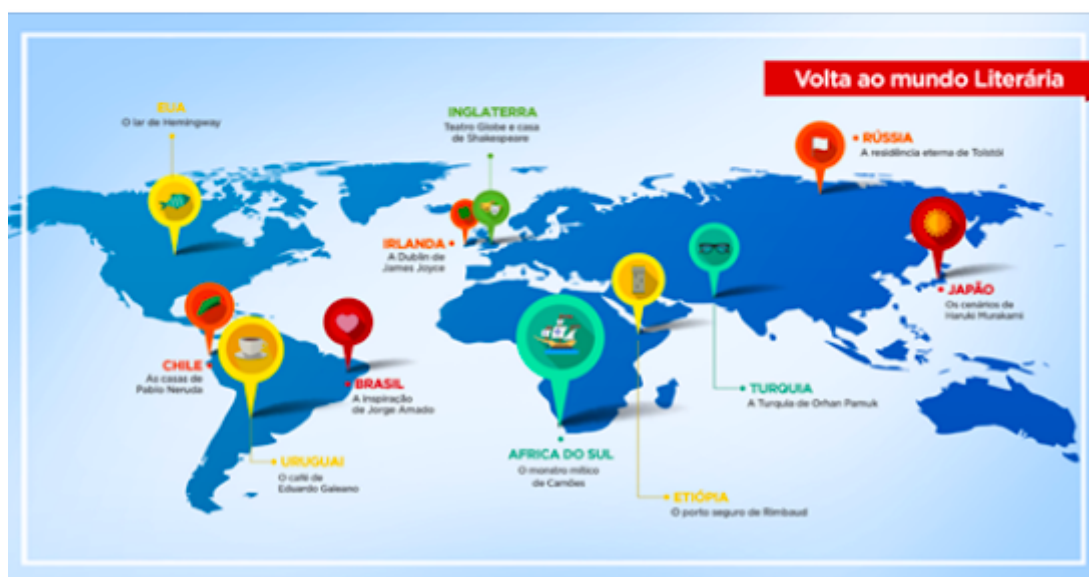 Volta ao mundo Literária
EUA
O lar de Hemingway
INGLATERRA
Teatro Globe e casa
de Shakespeare
RÚSSIA
A residência eterna de Tolstói
IRLANDA
A Dublin de
James Joyce
JAPÃO
Os cenários de
Haruki Murakami
CHILE
As casas de
Pablo Neruda
BRASIL
A inspiração
de Jorge Amado
TURQUIA
A Turquia de Orhan Pamuk
URUGUAI
O café de
Eduardo Galeano
AFRICA DO SUL
O monstro mítico
de Camões
ETIÓPIA
O porto seguro de Rimbaud